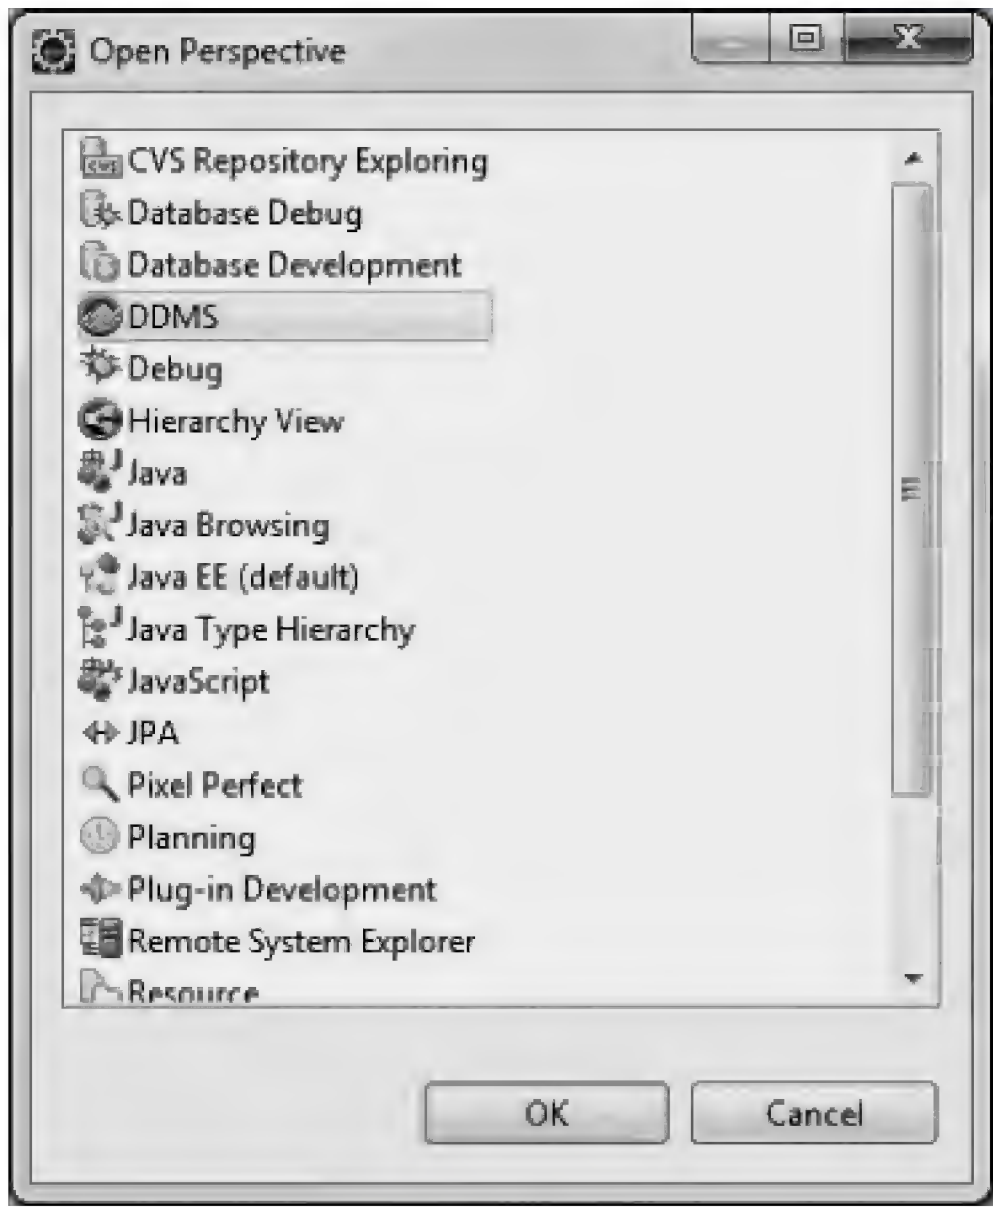 Open Perspective
CVS Repository Exploring
Database Debug
Database Development
DDMS
Debug
Hierarchy View
Java
Java Browsing
Java EE (default)
Java Type Hierarchy
JavaScript
JPA
Pixel Perfect
Planning
Plug-in Development
Remote System Explorer
Resource
OK
Cancel